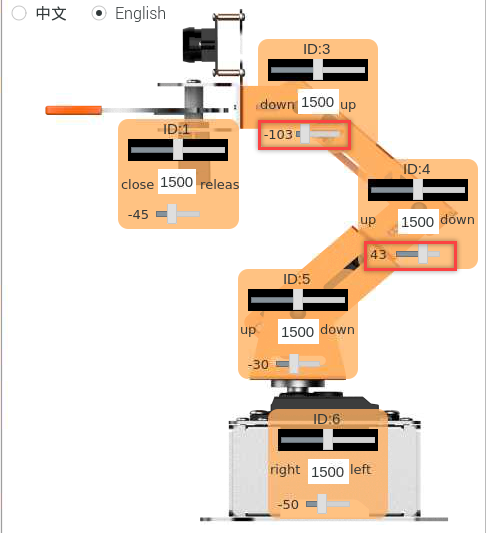 中文 English
ID:3
down 1500 up
-103
ID:1
close 1500 releas
-45
ID:4
up 1500 down
43
ID:5
up 1500 down
-30
ID:6
right 1500 left
-50